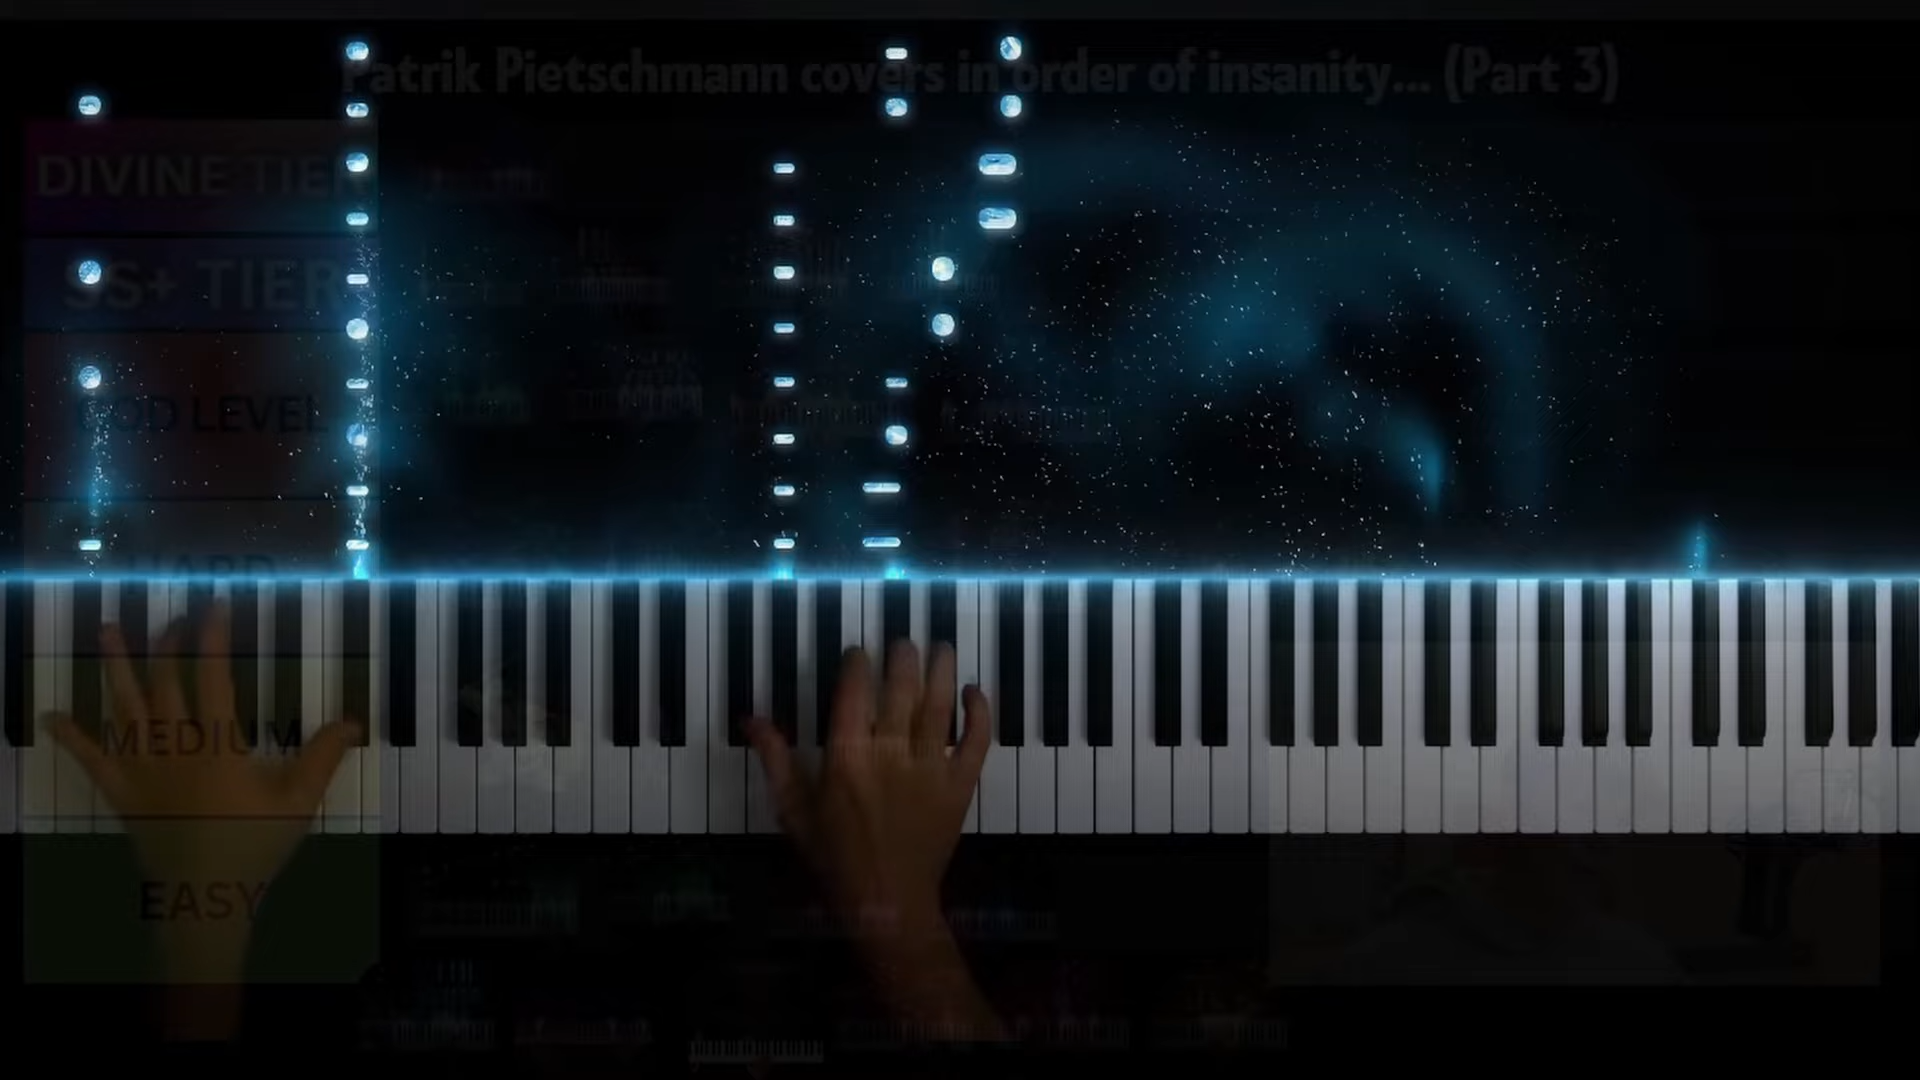 Patrik Pietschmann covers in order of insanity... (Part 3)
DIVINE TIER
SS+ TIER
GOD LEVEL
HARD
MEDIUM
EASY